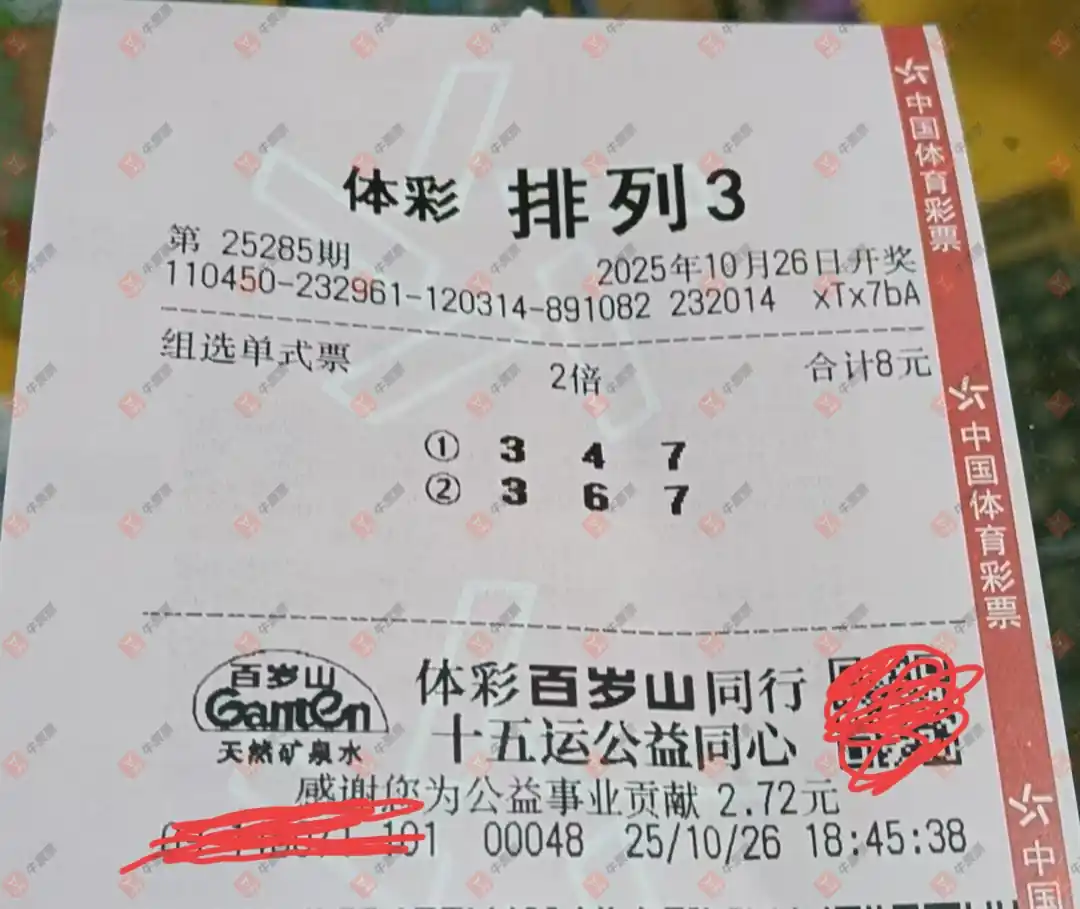 体彩 排列3
第 25285期 2025年10月26日开奖
110450-232961-120314-891082 232014 xTx7bA
组选单式票 2倍 合计8元
① 3 4 7
② 3 6 7
百岁山
Ganten
天然矿泉水
体彩百岁山同行
十五运公益同心
感谢您为公益事业贡献 2.72元
101 00048 25/10/26 18:45:38
中国体育彩票
中国体育彩票
中国